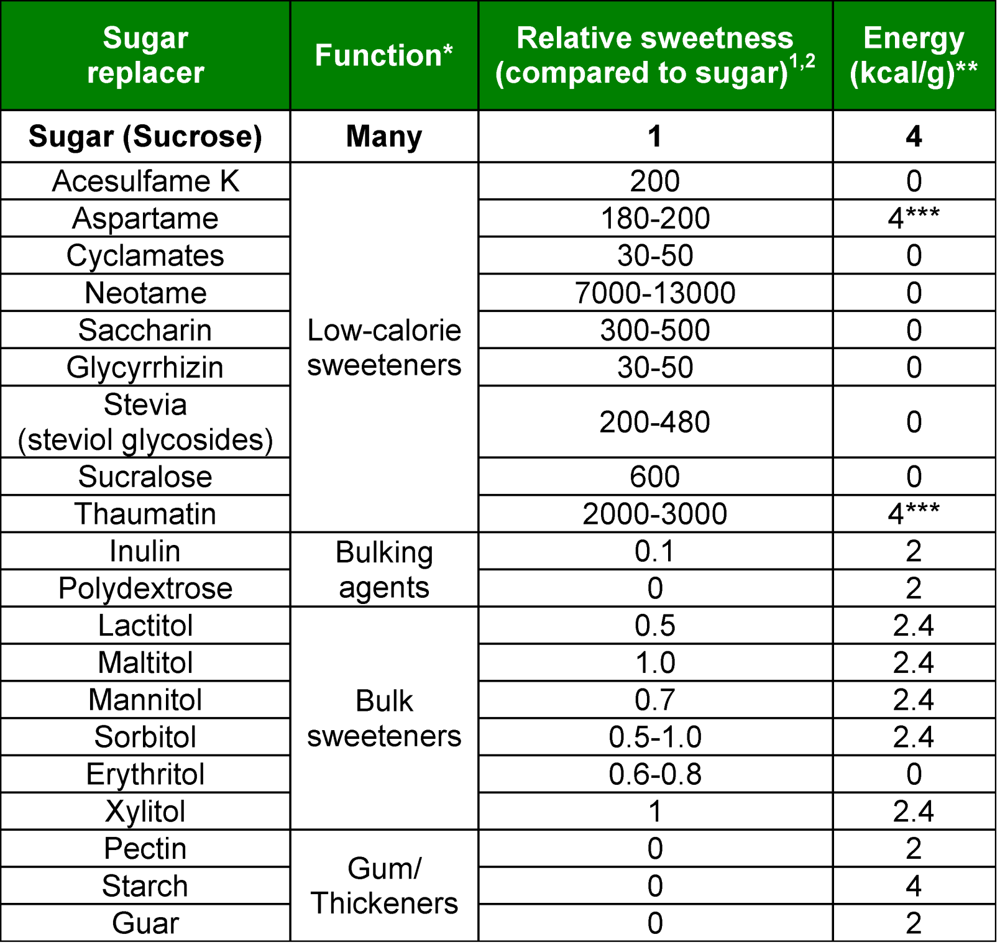 Sugar replacer Function* Relative sweetness (compared to sugar)1,2 Energy (kcal/g)**
Sugar (Sucrose) Many 1 4
Acesulfame K Low-calorie sweeteners 200 0
Aspartame 180-200 4***
Cyclamates 30-50 0
Neotame 7000-13000 0
Saccharin 300-500 0
Glycyrrhizin 30-50 0
Stevia (steviol glycosides) 200-480 0
Sucralose 600 0
Thaumatin 2000-3000 4***
Inulin Bulking agents 0.1 2
Polydextrose 0 2
Lactitol Bulk sweeteners 0.5 2.4
Maltitol 1.0 2.4
Mannitol 0.7 2.4
Sorbitol 0.5-1.0 2.4
Erythritol 0.6-0.8 0
Xylitol 1 2.4
Pectin Gum/ Thickeners 0 2
Starch 0 4
Guar 0 2